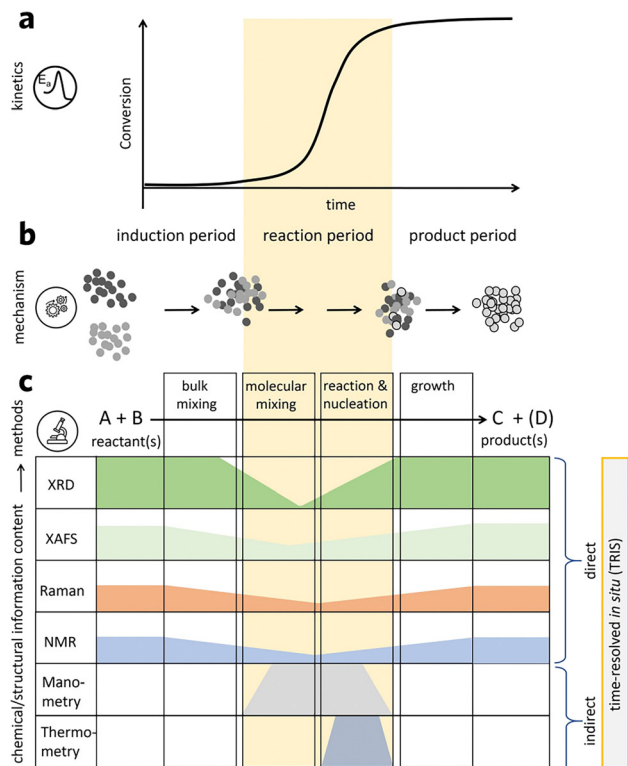 a
kinetics
Ea
Conversion
time
b
induction period
reaction period
product period
mechanism
c
methods
bulk
mixing
molecular
mixing
reaction &
nucleation
growth
A + B
reactant(s)
C + (D)
product(s)
chemical/structural information content
XRD
XAFS
Raman
NMR
Mano-
metry
Thermo-
metry
direct
indirect
time-resolved in situ (TRIS)